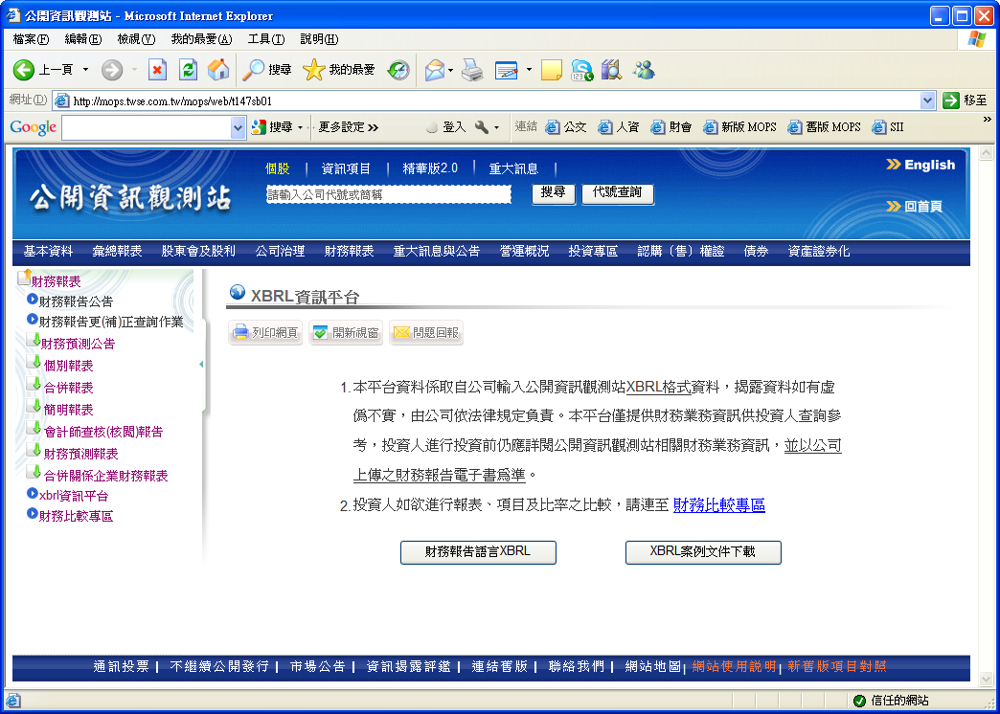 公開資訊觀測站 - Microsoft Internet Explorer
檔案(F) 編輯(E) 檢視(V) 我的最愛(A) 工具(T) 說明(H)
上一頁 搜尋 我的最愛
網址(D) http://mops.twse.com.tw/mops/web/t147sb01 移至
Google 搜尋 更多設定 » 登入 連結 公文 人資 財會 新版 MOPS 舊版 MOPS SII »
公開資訊觀測站
個股 | 資訊項目 | 精華版2.0 | 重大訊息 |
請輸入公司代號或簡稱 搜尋 代號查詢
English
回首頁
基本資料 彙總報表 股東會及股利 公司治理 財務報表 重大訊息與公告 營運概況 投資專區 認購〔售〕權證 債券 資產證券化
財務報表
財務報告公告
財務報告更(補)正查詢作業
財務預測公告
個別報表
合併報表
簡明報表
會計師查核(核閱)報告
財務預測報表
合併關係企業財務報表
xbrl資訊平台
財務比較專區
XBRL資訊平台
列印網頁 開新視窗 問題回報
1. 本平台資料係取自公司輸入公開資訊觀測站XBRL格式資料，揭露資料如有虛
偽不實，由公司依法律規定負責。本平台僅提供財務業務資訊供投資人查詢參
考，投資人進行投資前仍應詳閱公開資訊觀測站相關財務業務資訊，並以公司
上傳之財務報告電子書為準。
2. 投資人如欲進行報表、項目及比率之比較，請連至 財務比較專區
財務報告語言XBRL XBRL案例文件下載
通訊投票 | 不繼續公開發行 | 市場公告 | 資訊揭露評鑑 | 連結舊版 | 聯絡我們 | 網站地圖 | 網站使用說明 | 新舊版項目對照
信任的網站